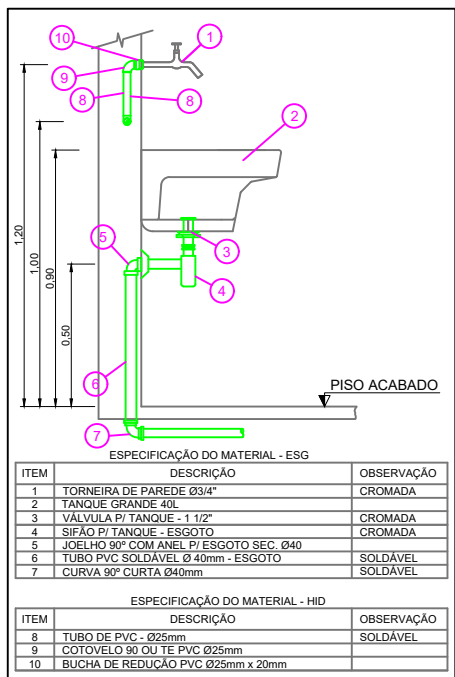 10
1
9
8
8
2
1,20
1,00
0,90
0,50
5
3
4
6
PISO ACABADO
7
ESPECIFICAÇÃO DO MATERIAL - ESG
ITEM DESCRIÇÃO OBSERVAÇÃO
1 TORNEIRA DE PAREDE Ø3/4" CROMADA
2 TANQUE GRANDE 40L
3 VÁLVULA P/ TANQUE - 1 1/2" CROMADA
4 SIFÃO P/ TANQUE - ESGOTO CROMADA
5 JOELHO 90º COM ANEL P/ ESGOTO SEC. Ø40
6 TUBO PVC SOLDÁVEL Ø 40mm - ESGOTO SOLDÁVEL
7 CURVA 90º CURTA Ø40mm SOLDÁVEL
ESPECIFICAÇÃO DO MATERIAL - HID
ITEM DESCRIÇÃO OBSERVAÇÃO
8 TUBO DE PVC - Ø25mm SOLDÁVEL
9 COTOVELO 90 OU TE PVC Ø25mm
10 BUCHA DE REDUÇÃO PVC Ø25mm x 20mm